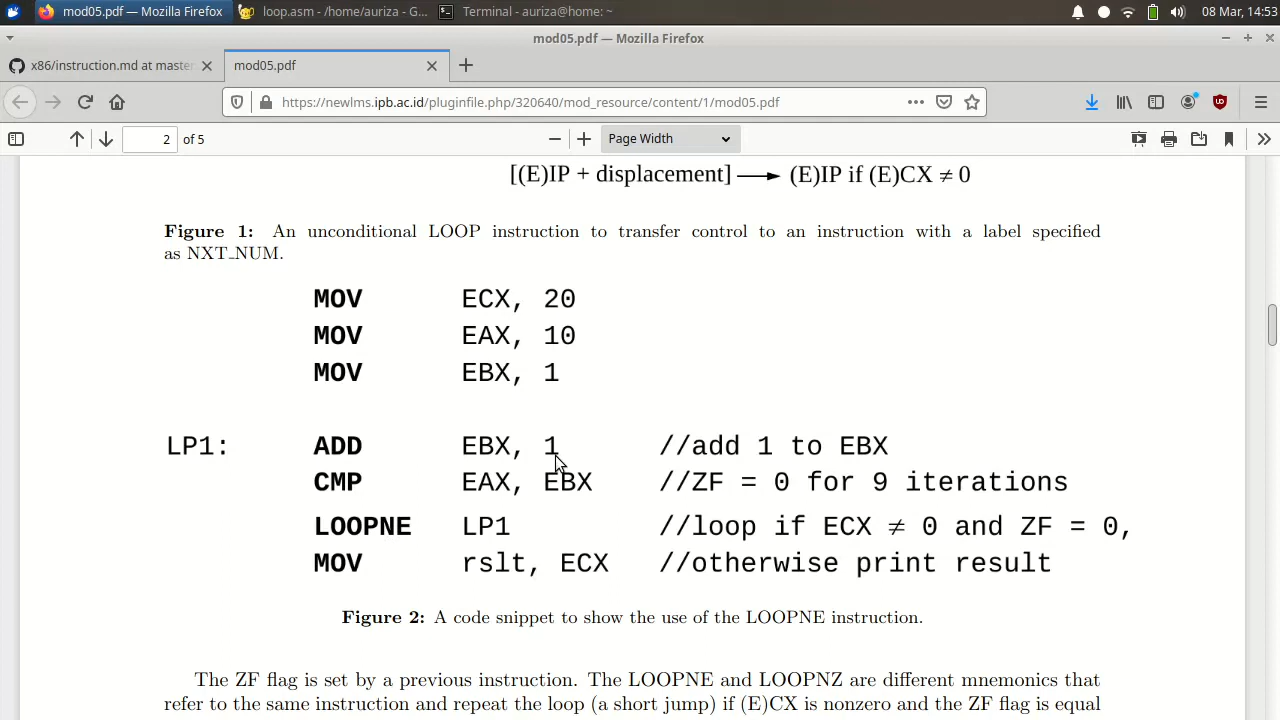 mod05.pdf — Mozilla Firefox loop.asm - /home/auriza - G... Terminal - auriza@home: ~ 08 Mar, 14:53
mod05.pdf — Mozilla Firefox
x86/instruction.md at master mod05.pdf
https://newlms.ipb.ac.id/pluginfile.php/320640/mod_resource/content/1/mod05.pdf
2 of 5 Page Width
[(E)IP + displacement] → (E)IP if (E)CX ≠ 0
Figure 1: An unconditional LOOP instruction to transfer control to an instruction with a label specified
as NXT_NUM.
MOV ECX, 20
MOV EAX, 10
MOV EBX, 1
LP1: ADD EBX, 1 //add 1 to EBX
CMP EAX, EBX //ZF = 0 for 9 iterations
LOOPNE LP1 //loop if ECX ≠ 0 and ZF = 0,
MOV rslt, ECX //otherwise print result
Figure 2: A code snippet to show the use of the LOOPNE instruction.
The ZF flag is set by a previous instruction. The LOOPNE and LOOPNZ are different mnemonics that
refer to the same instruction and repeat the loop (a short jump) if (E)CX is nonzero and the ZF flag is equal